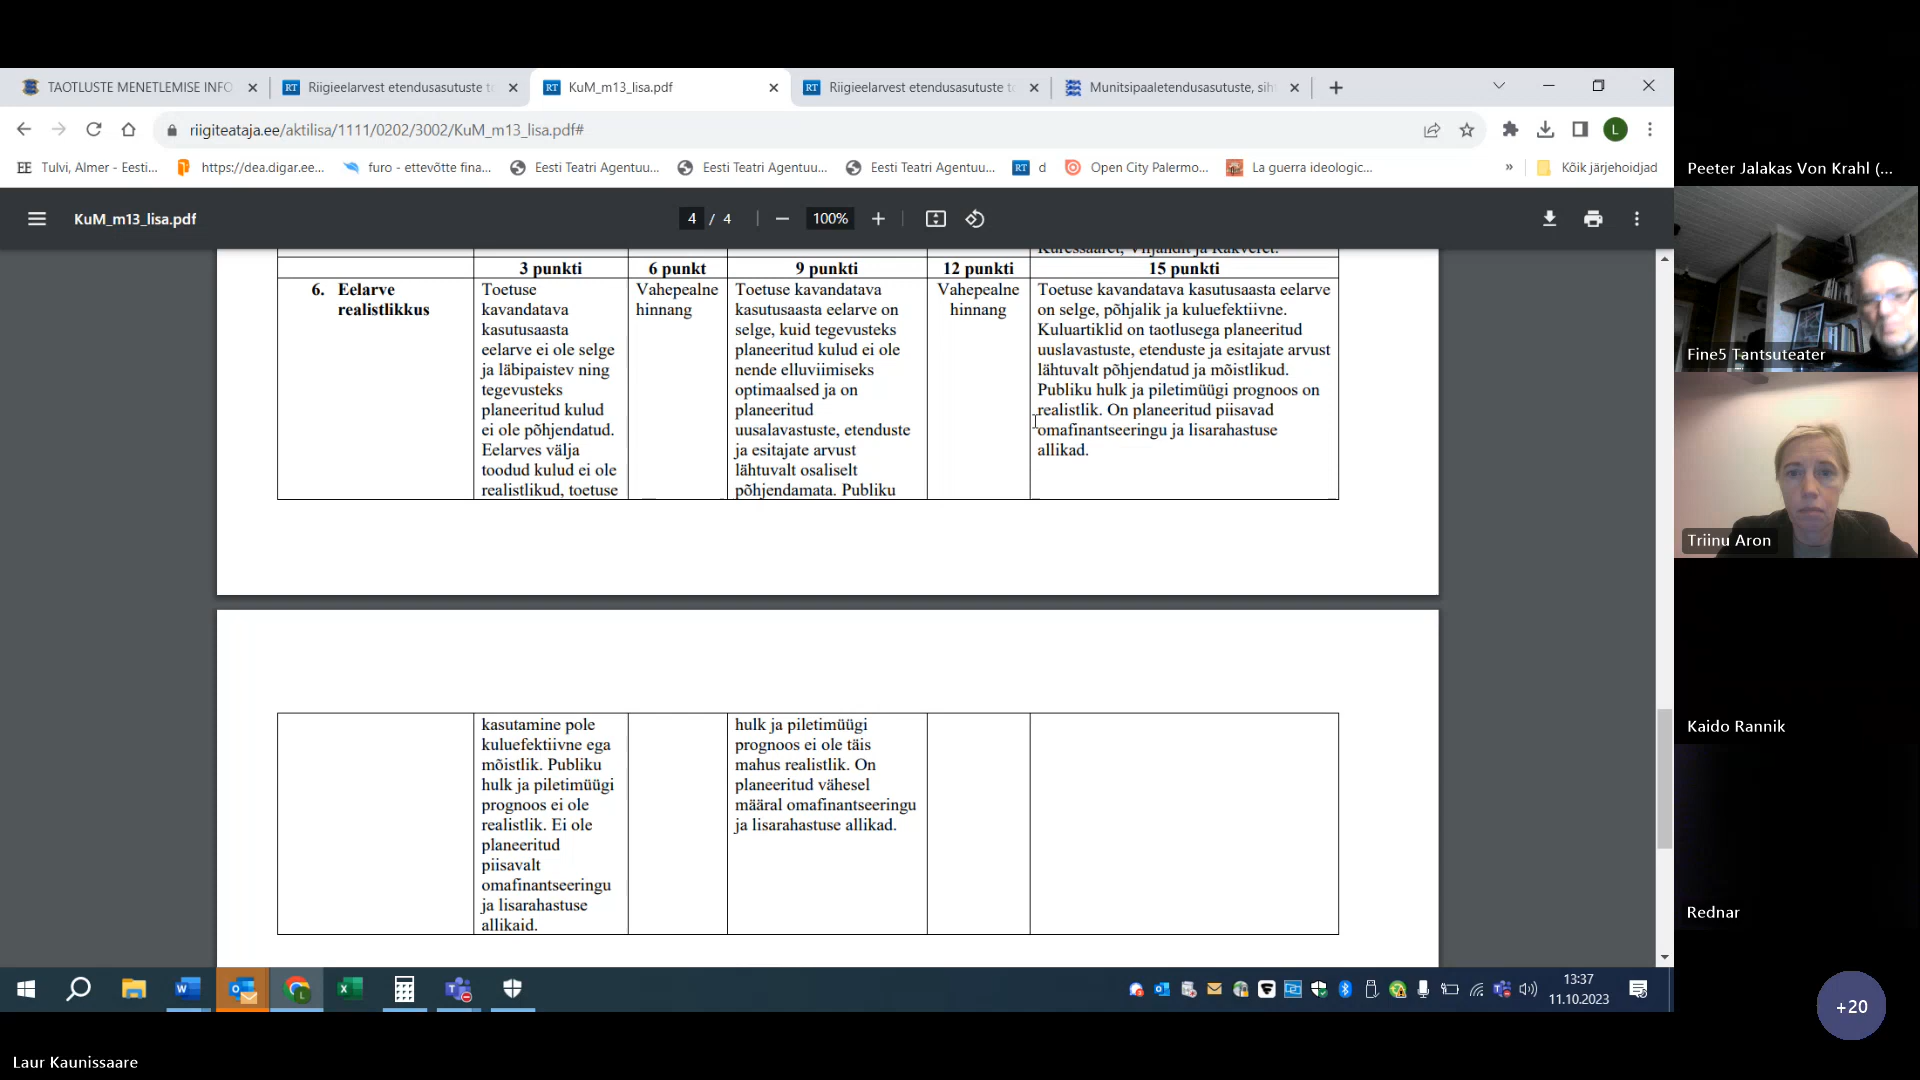 TAOTLUSTE MENETLEMISE INFO
Riigieelarvest etendusasutuste to
KuM_m13_lisa.pdf
Riigieelarvest etendusasutuste to
Munitsipaaletendusasutuste, siht
riigiteataja.ee/aktilisa/1111/0202/3002/KuM_m13_lisa.pdf#
L
EE Tulvi, Almer - Eesti...
https://dea.digar.ee...
furo - ettevõtte fina...
Eesti Teatri Agentuu...
Eesti Teatri Agentuu...
Eesti Teatri Agentuu...
RT d
Open City Palermo...
La guerra ideologic...
»
Kõik järjehoidjad
KuM_m13_lisa.pdf
4 / 4
100%
Kuressaaret, Viljandit ja Rakveret.
3 punkti
6 punkt
9 punkti
12 punkti
15 punkti
6. Eelarve
realistlikkus
Toetuse
kavandatava
kasutusaasta
eelarve ei ole selge
ja läbipaistev ning
tegevusteks
planeeritud kulud
ei ole põhjendatud.
Eelarves välja
toodud kulud ei ole
realistlikud, toetuse
Vahepealne
hinnang
Toetuse kavandatava
kasutusaasta eelarve on
selge, kuid tegevusteks
planeeritud kulud ei ole
nende elluviimiseks
optimaalsed ja on
planeeritud
uusalavastuste, etenduste
ja esitajate arvust
lähtuvalt osaliselt
põhjendamata. Publiku
Vahepealne
hinnang
Toetuse kavandatava kasutusaasta eelarve
on selge, põhjalik ja kuluefektiivne.
Kuluartiklid on taotlusega planeeritud
uuslavastuste, etenduste ja esitajate arvust
lähtuvalt põhjendatud ja mõistlikud.
Publiku hulk ja piletimüügi prognoos on
realistlik. On planeeritud piisavad
omafinantseeringu ja lisarahastuse
allikad.
kasutamine pole
kuluefektiivne ega
mõistlik. Publiku
hulk ja piletimüügi
prognoos ei ole
realistlik. Ei ole
planeeritud
piisavalt
omafinantseeringu
ja lisarahastuse
allikaid.
hulk ja piletimüügi
prognoos ei ole täis
mahus realistlik. On
planeeritud vähesel
määral omafinantseeringu
ja lisarahastuse allikad.
13:37
11.10.2023
Peeter Jalakas Von Krahl (...
Fine5 Tantsuteater
Triinu Aron
Kaido Rannik
Rednar
+20
Laur Kaunissaare